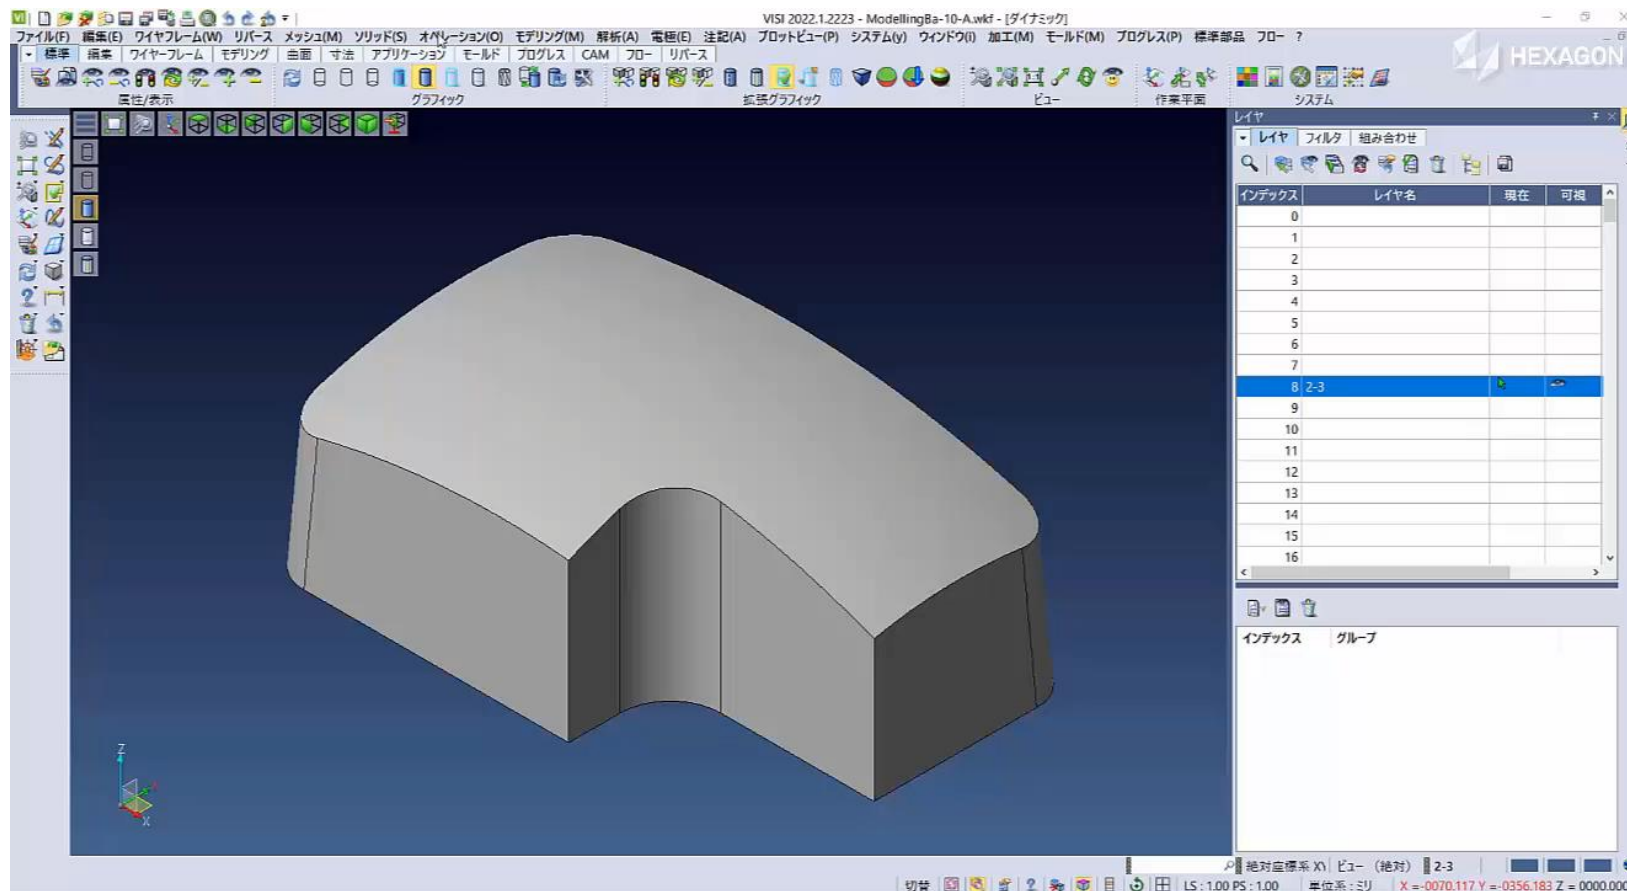 VISI 2022.1.2223 - ModellingBa-10-A.wkf - [ダイナミック]
ファイル(F) 編集(E) ワイヤフレーム(W) リバース メッシュ(M) ソリッド(S) オペレーション(O) モデリング(M) 解析(A) 電極(E) 注記(A) プロットビュー(P) システム(y) ウィンドウ(i) 加工(M) モールド(M) プログレス(P) 標準部品 フロー ?
標準 編集 ワイヤーフレーム モデリング 曲面 寸法 アプリケーション モールド プログレス CAM フロー リバース
HEXAGON
属性/表示 グラフィック 拡張グラフィック ビュー 作業平面 システム
レイヤ
レイヤ フィルタ 組み合わせ
インデックス レイヤ名 現在 可視
0
1
2
3
4
5
6
7
8 2-3
9
10
11
12
13
14
15
16
インデックス グループ
Z
X
絶対座標系 XY ビュー (絶対) 2-3
切替 LS : 1.00 PS : 1.00 単位系 : ミリ X =-0070.117 Y =-0356.183 Z = 0000.000